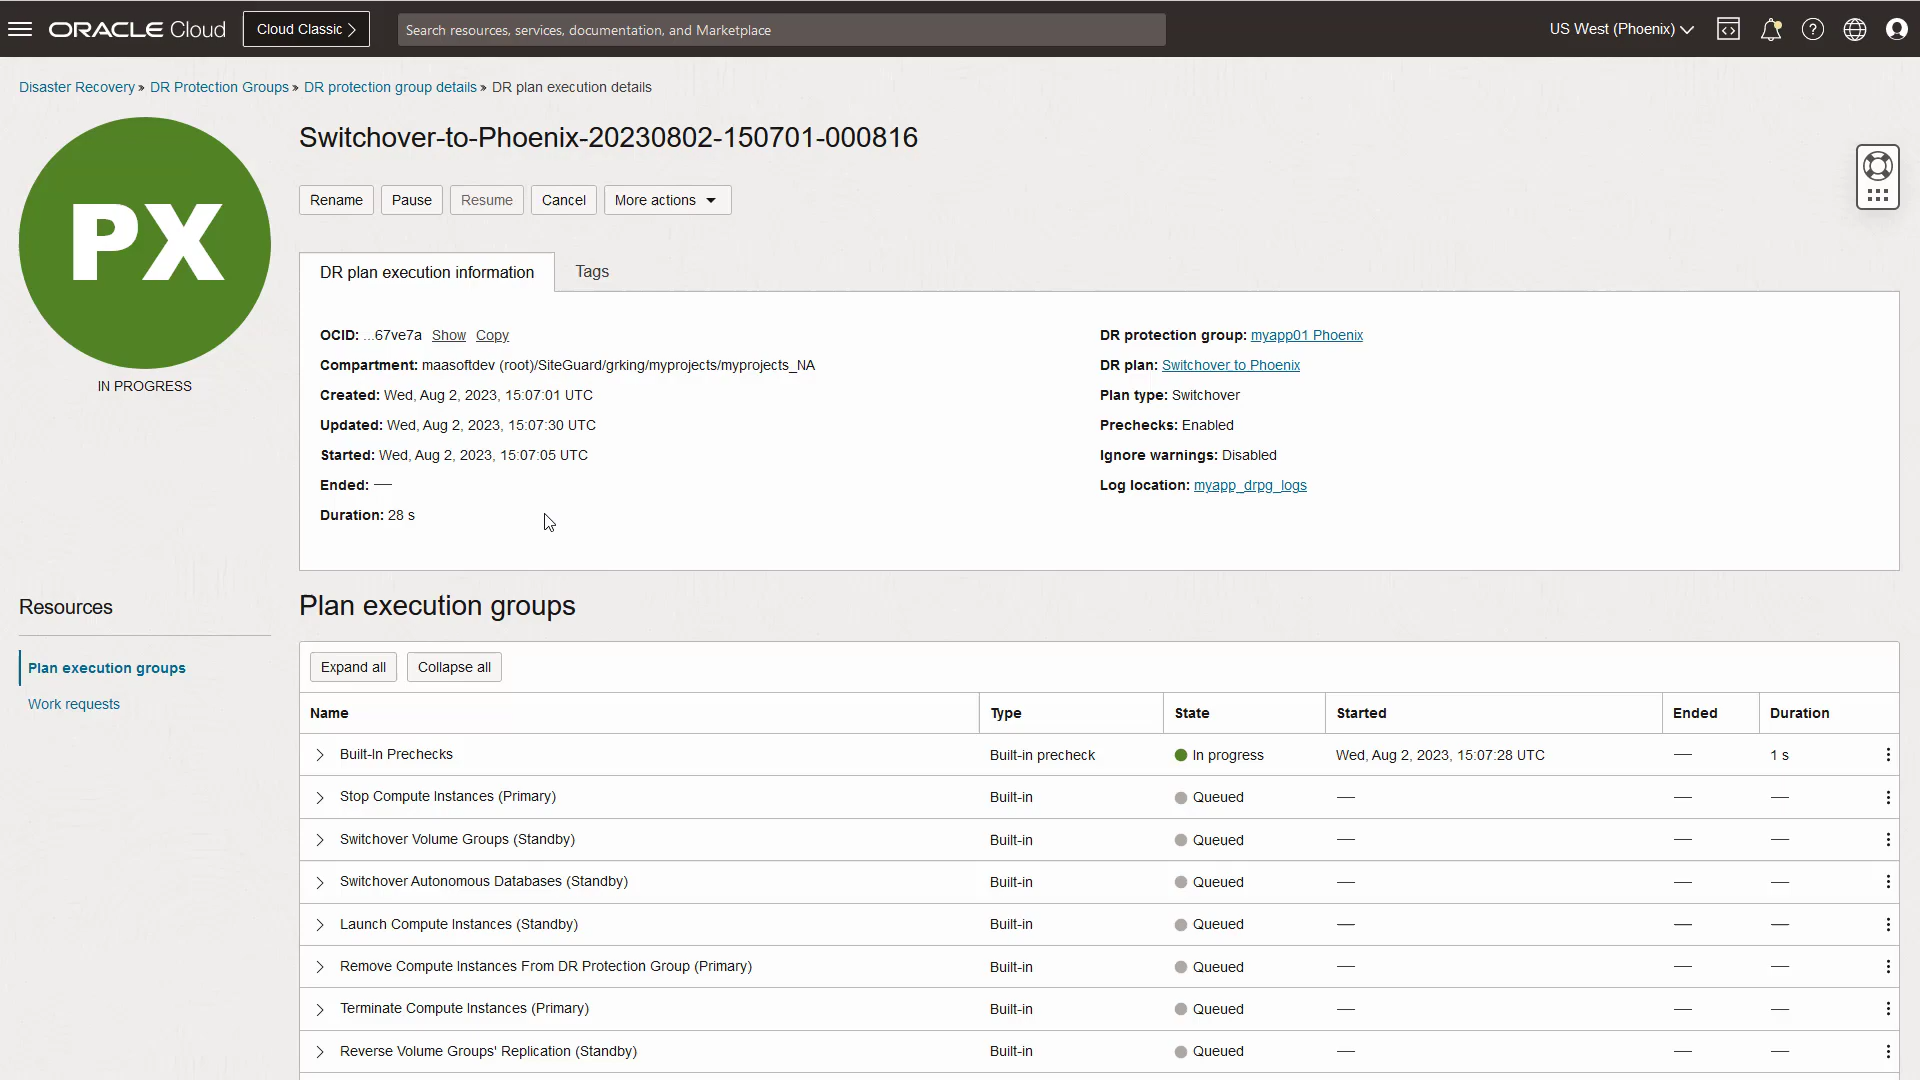 ORACLE Cloud
Cloud Classic
Search resources, services, documentation, and Marketplace
US West (Phoenix)
Disaster Recovery » DR Protection Groups » DR protection group details » DR plan execution details
PX
IN PROGRESS
Switchover-to-Phoenix-20230802-150701-000816
Rename Pause Resume Cancel More actions
DR plan execution information Tags
OCID: ...67ve7a Show Copy
Compartment: maasoftdev (root)/SiteGuard/grking/myprojects/myprojects_NA
Created: Wed, Aug 2, 2023, 15:07:01 UTC
Updated: Wed, Aug 2, 2023, 15:07:30 UTC
Started: Wed, Aug 2, 2023, 15:07:05 UTC
Ended: —
Duration: 28 s
DR protection group: myapp01 Phoenix
DR plan: Switchover to Phoenix
Plan type: Switchover
Prechecks: Enabled
Ignore warnings: Disabled
Log location: myapp_drpg_logs
Resources
Plan execution groups
Work requests
Plan execution groups
Expand all Collapse all
Name Type State Started Ended Duration
Built-In Prechecks Built-in precheck In progress Wed, Aug 2, 2023, 15:07:28 UTC — 1 s
Stop Compute Instances (Primary) Built-in Queued — — —
Switchover Volume Groups (Standby) Built-in Queued — — —
Switchover Autonomous Databases (Standby) Built-in Queued — — —
Launch Compute Instances (Standby) Built-in Queued — — —
Remove Compute Instances From DR Protection Group (Primary) Built-in Queued — — —
Terminate Compute Instances (Primary) Built-in Queued — — —
Reverse Volume Groups' Replication (Standby) Built-in Queued — — —